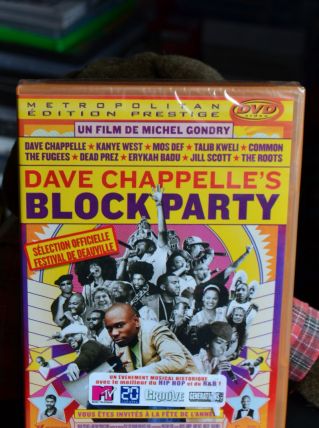 METROPOLITAN
ÉDITION PRESTIGE
DVD
VIDEO
UN FILM DE MICHEL GONDRY
DAVE CHAPPELLE ★ KANYE WEST ★ MOS DEF ★ TALIB KWELI ★ COMMON
THE FUGEES ★ DEAD PREZ ★ ERYKAH BADU ★ JILL SCOTT ★ THE ROOTS
DAVE CHAPPELLE'S
BLOCK PARTY
SÉLECTION OFFICIELLE
FESTIVAL DE DEAUVILLE
UN ÉVÉNEMENT MUSICAL HISTORIQUE
avec le meilleur du HIP HOP et du R&B !
MTV
20
GROOVE
GENERATIONS
VOUS ÊTES INVITÉS À LA FÊTE DE L'ANNÉE